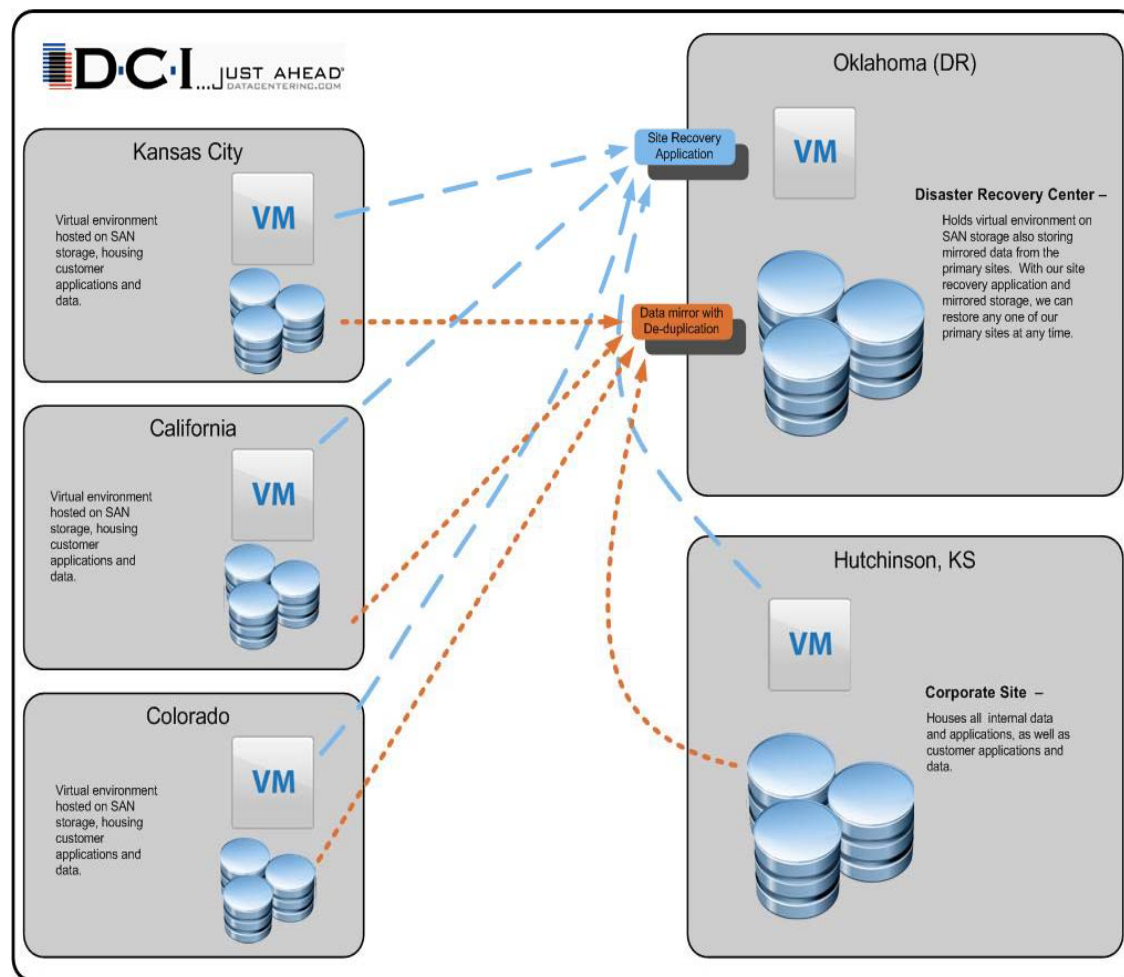 D·C·I...JUST AHEAD®
DATACENTERINC.COM
Kansas City
VM
Virtual environment
hosted on SAN
storage, housing
customer
applications and
data.
California
VM
Virtual environment
hosted on SAN
storage, housing
customer
applications and
data.
Colorado
VM
Virtual environment
hosted on SAN
storage, housing
customer
applications and
data.
Site Recovery
Application
Data mirror with
De-duplication
Oklahoma (DR)
VM
Disaster Recovery Center –
Holds virtual environment on
SAN storage also storing
mirrored data from the
primary sites. With our site
recovery application and
mirrored storage, we can
restore any one of our
primary sites at any time.
Hutchinson, KS
VM
Corporate Site –
Houses all internal data
and applications, as well as
customer applications and
data.